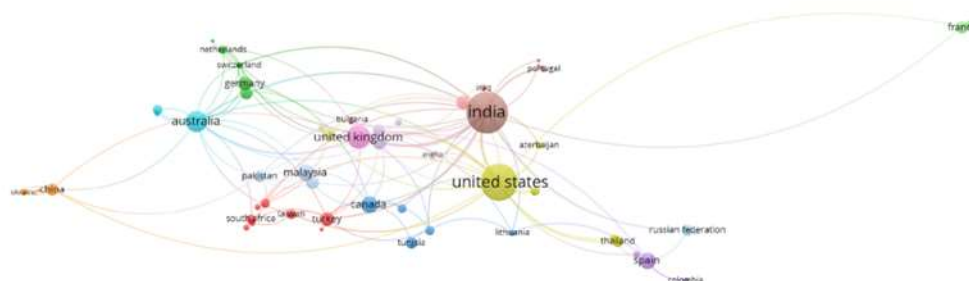 netherlands
switzerland
germany
australia
iraq
portugal
india
bulgaria
united kingdom
azerbaijan
pakistan
malaysia
united states
china
south africa
taiwan
turkey
canada
tunisia
lithuania
thailand
russian federation
spain
colombia